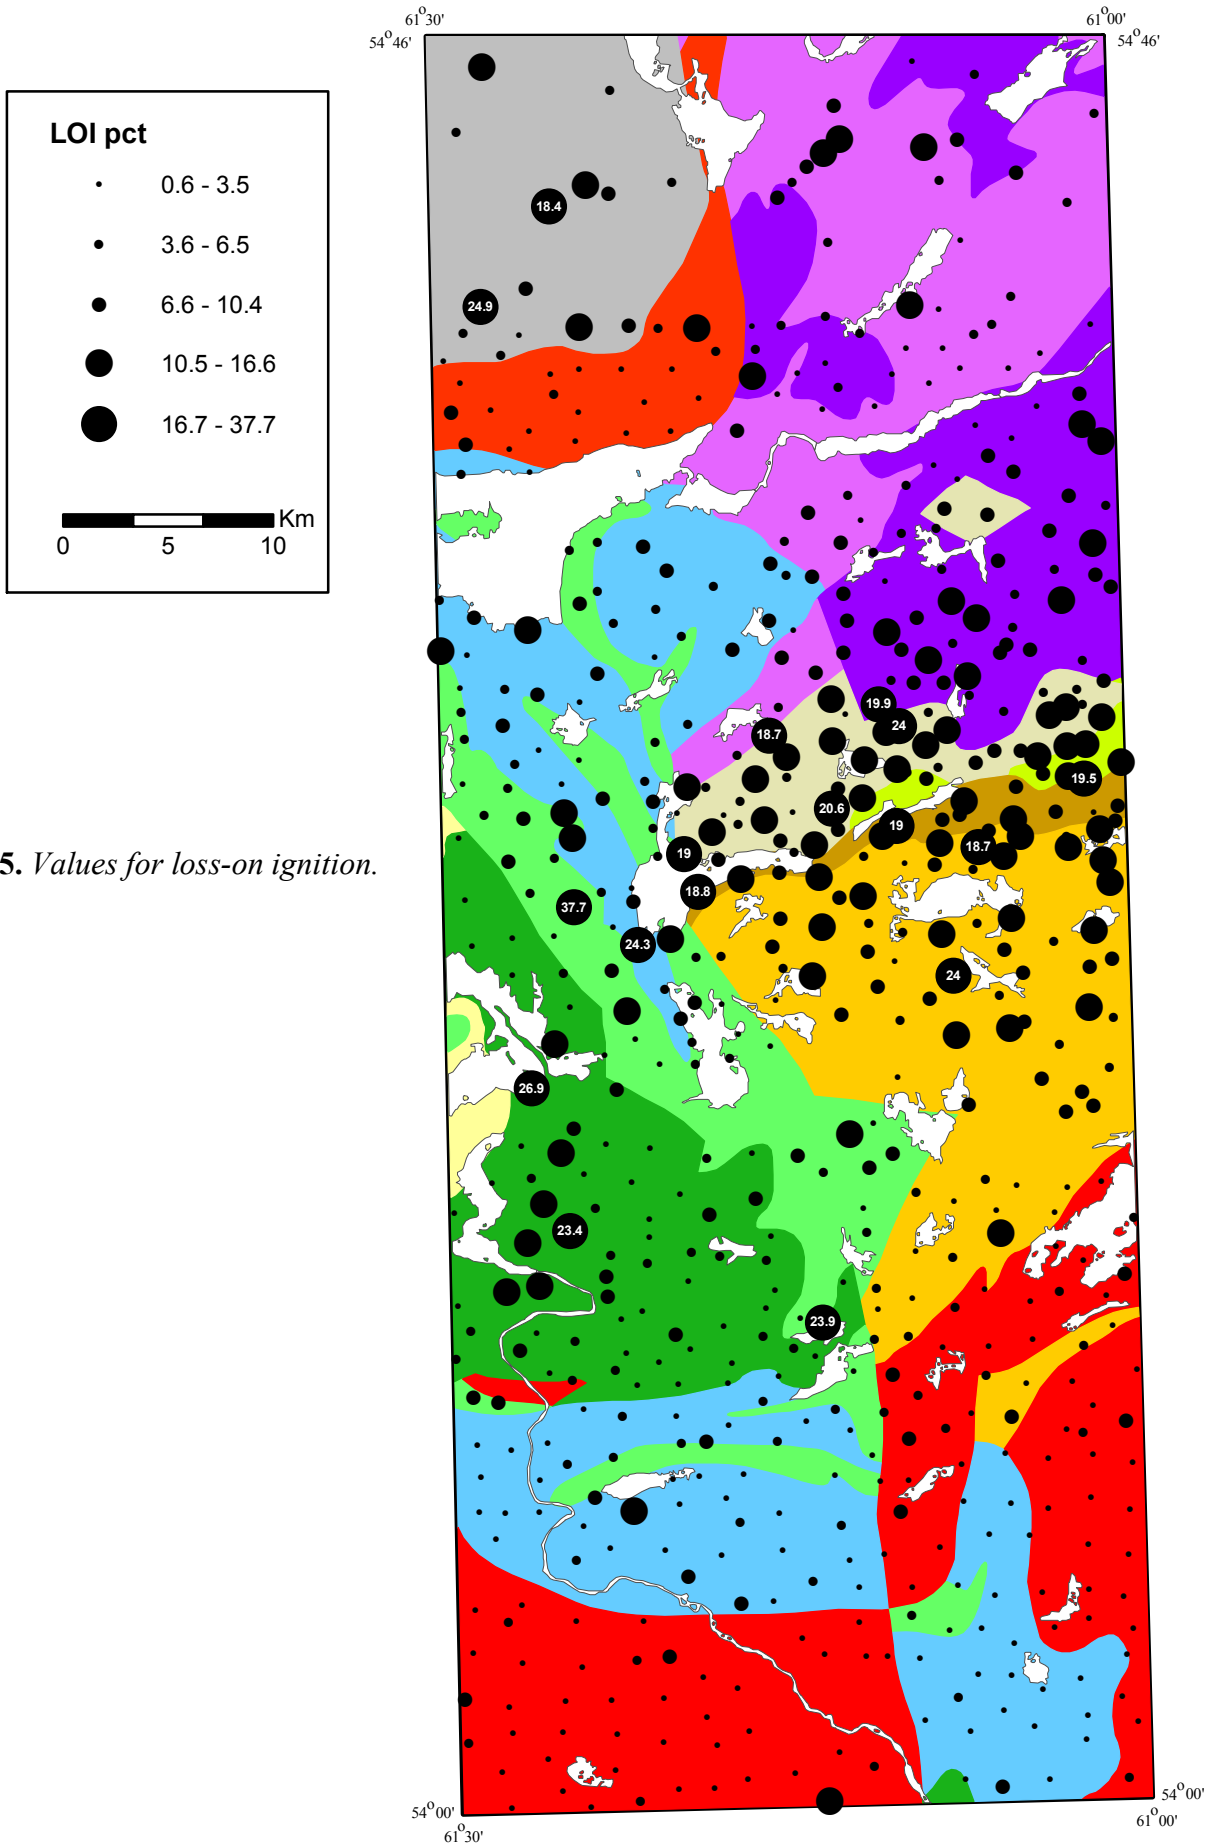 61°30'
61°00'
54°46'
54°46'
LOI pct
0.6 - 3.5
3.6 - 6.5
6.6 - 10.4
10.5 - 16.6
16.7 - 37.7
Km
0 5 10
18.4
24.9
19.9
24
18.7
19.5
20.6
19
18.7
19
5. Values for loss-on ignition.
18.8
37.7
24.3
24
26.9
23.4
23.9
54°00'
61°30'
54°00'
61°00'